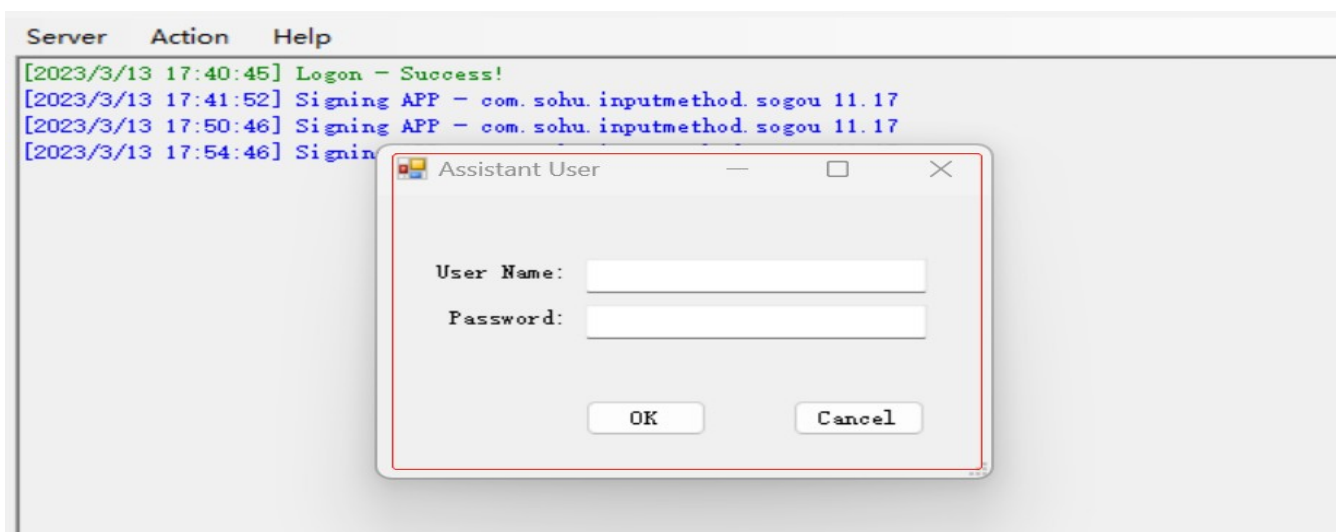 Server Action Help
[2023/3/13 17:40:45] Logon - Success!
[2023/3/13 17:41:52] Signing APP - com.sohu.inputmethod.sogou 11.17
[2023/3/13 17:50:46] Signing APP - com.sohu.inputmethod.sogou 11.17
[2023/3/13 17:54:46] Signin
Assistant User
User Name:
Password:
OK Cancel